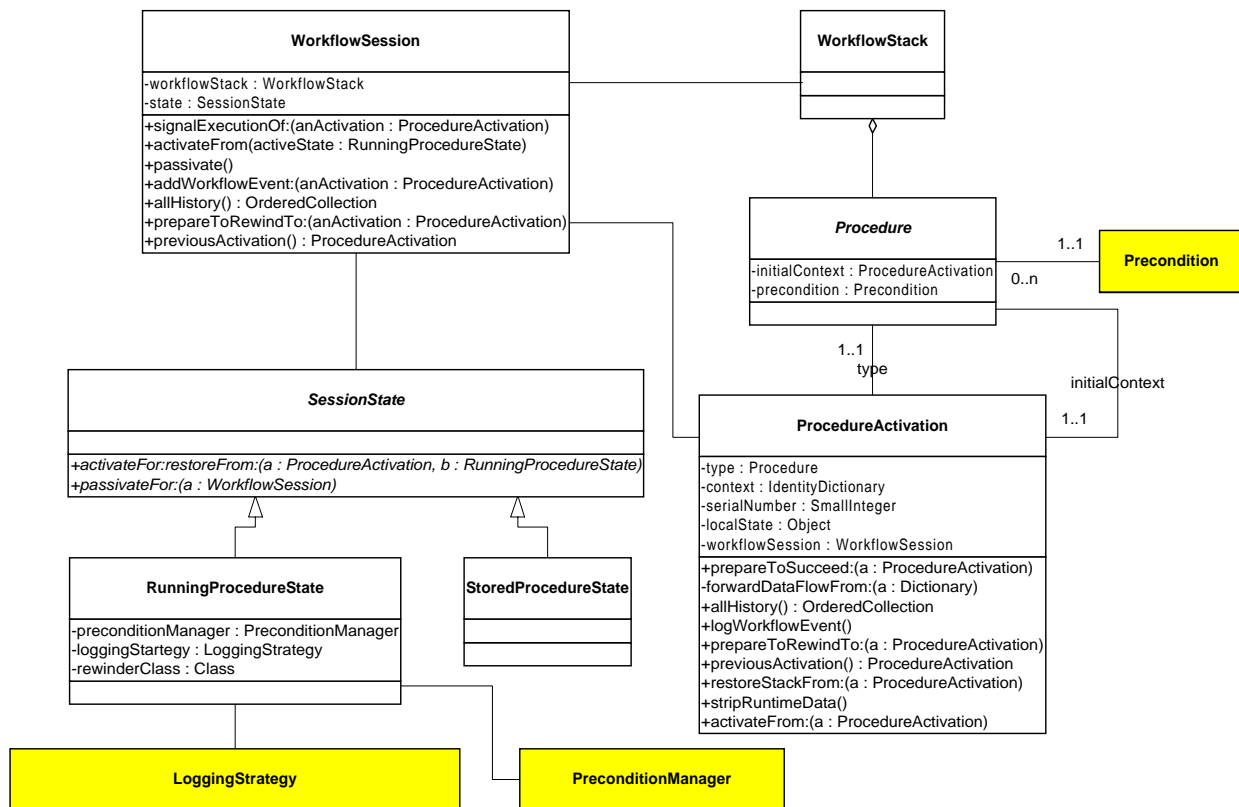 WorkflowSession
-workflowStack : WorkflowStack
-state : SessionState
+signalExecutionOf:(anActivation : ProcedureActivation)
+activateFrom(activeState : RunningProcedureState)
+passivate()
+addWorkflowEvent:(anActivation : ProcedureActivation)
+allHistory() : OrderedCollection
+prepareToRewindTo:(anActivation : ProcedureActivation)
+previousActivation() : ProcedureActivation
WorkflowStack
Procedure
-initialContext : ProcedureActivation
-precondition : Precondition
1..1
0..n
Precondition
1..1
type
initialContext
1..1
SessionState
+activateFor:restoreFrom:(a : ProcedureActivation, b : RunningProcedureState)
+passivateFor:(a : WorkflowSession)
ProcedureActivation
-type : Procedure
-context : IdentityDictionary
-serialNumber : SmallInteger
-localState : Object
-workflowSession : WorkflowSession
+prepareToSucceed:(a : ProcedureActivation)
-forwardDataFlowFrom:(a : Dictionary)
+allHistory() : OrderedCollection
+logWorkflowEvent()
+prepareToRewindTo:(a : ProcedureActivation)
+previousActivation() : ProcedureActivation
+restoreStackFrom:(a : ProcedureActivation)
+stripRuntimeData()
+activateFrom:(a : ProcedureActivation)
RunningProcedureState
-preconditionManager : PreconditionManager
-loggingStartegy : LoggingStrategy
-rewinderClass : Class
StoredProcedureState
LoggingStrategy
PreconditionManager